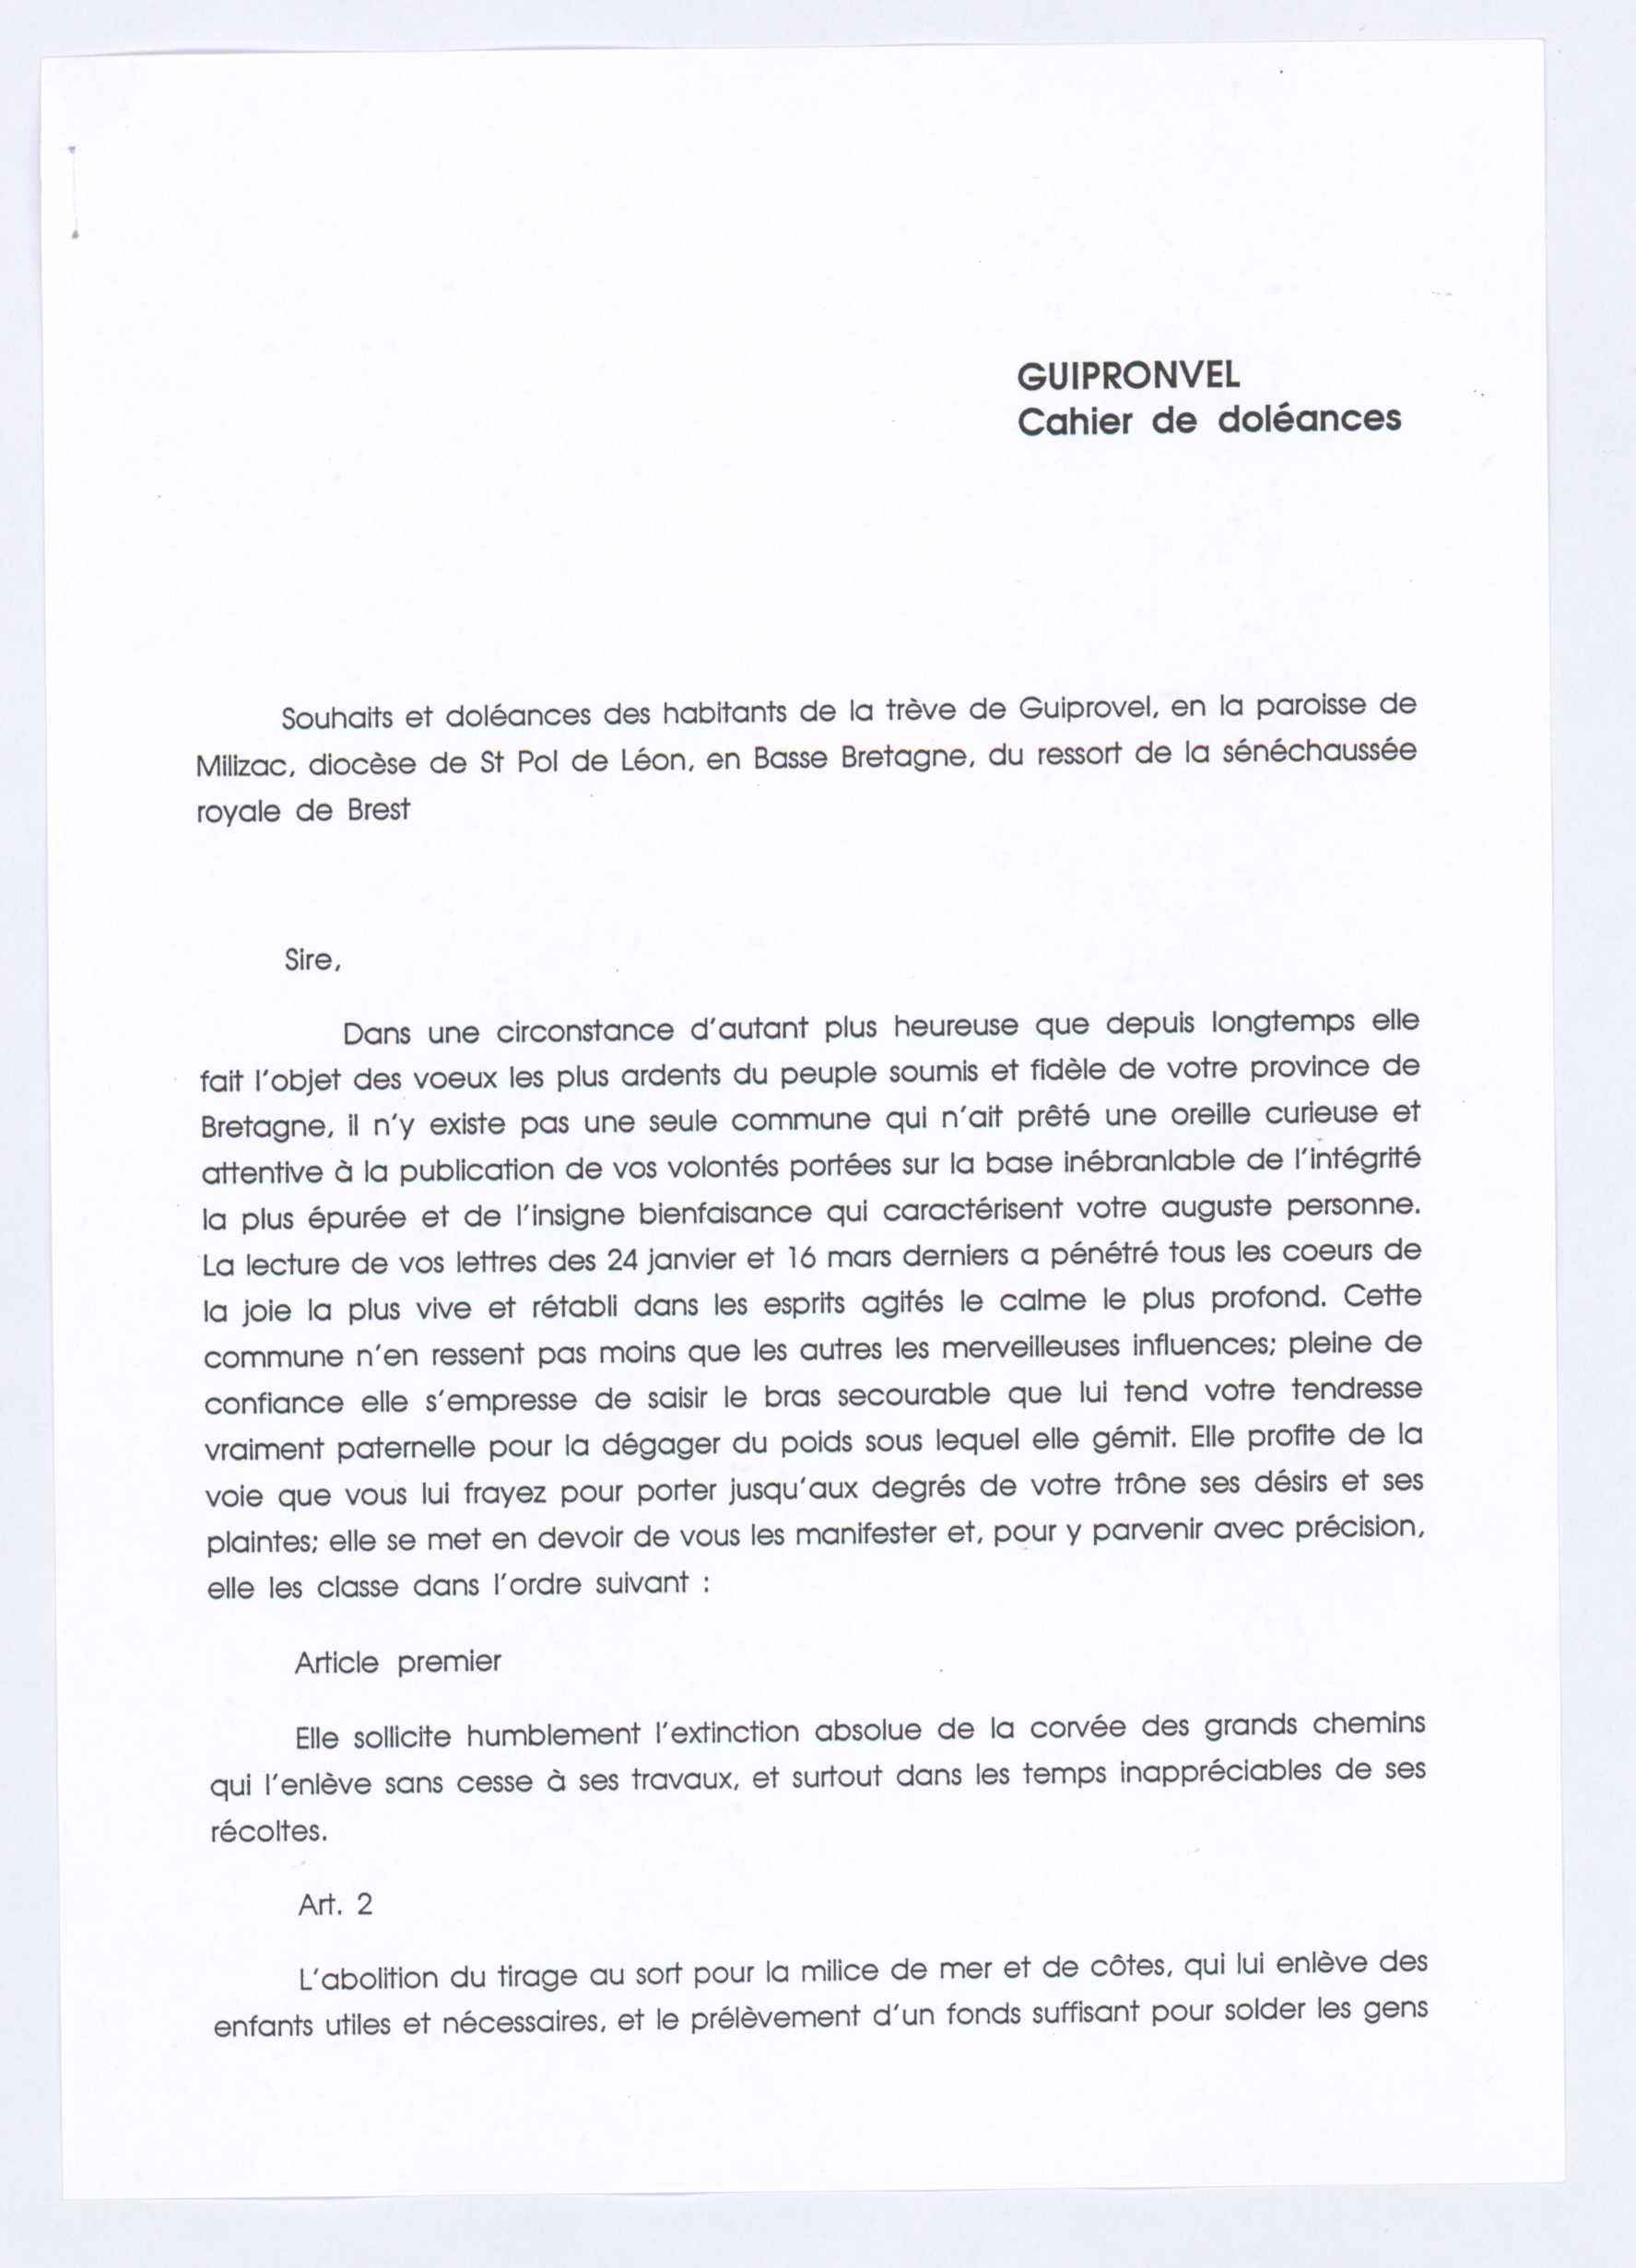 GUIPRONVEL
Cahier de doléances
Souhaits et doléances des habitants de la trève de Guiprovel, en la paroisse de
Milizac, diocèse de St Pol de Léon, en Basse Bretagne, du ressort de la sénéchaussée
royale de Brest
Sire,
Dans une circonstance d'autant plus heureuse que depuis longtemps elle
fait l'objet des voeux les plus ardents du peuple soumis et fidèle de votre province de
Bretagne, il n'y existe pas une seule commune qui n'ait prêté une oreille curieuse et
attentive à la publication de vos volontés portées sur la base inébranlable de l'intégrité
la plus épurée et de l'insigne bienfaisance qui caractérisent votre auguste personne.
La lecture de vos lettres des 24 janvier et 16 mars derniers a pénétré tous les coeurs de
la joie la plus vive et rétabli dans les esprits agités le calme le plus profond. Cette
commune n'en ressent pas moins que les autres les merveilleuses influences; pleine de
confiance elle s'empresse de saisir le bras secourable que lui tend votre tendresse
vraiment paternelle pour la dégager du poids sous lequel elle gémit. Elle profite de la
voie que vous lui frayez pour porter jusqu'aux degrés de votre trône ses désirs et ses
plaintes; elle se met en devoir de vous les manifester et, pour y parvenir avec précision,
elle les classe dans l'ordre suivant :
Article premier
Elle sollicite humblement l'extinction absolue de la corvée des grands chemins
qui l'enlève sans cesse à ses travaux, et surtout dans les temps inappréciables de ses
récoltes.
Art. 2
L'abolition du tirage au sort pour la milice de mer et de côtes, qui lui enlève des
enfants utiles et nécessaires, et le prélèvement d'un fonds suffisant pour solder les gens